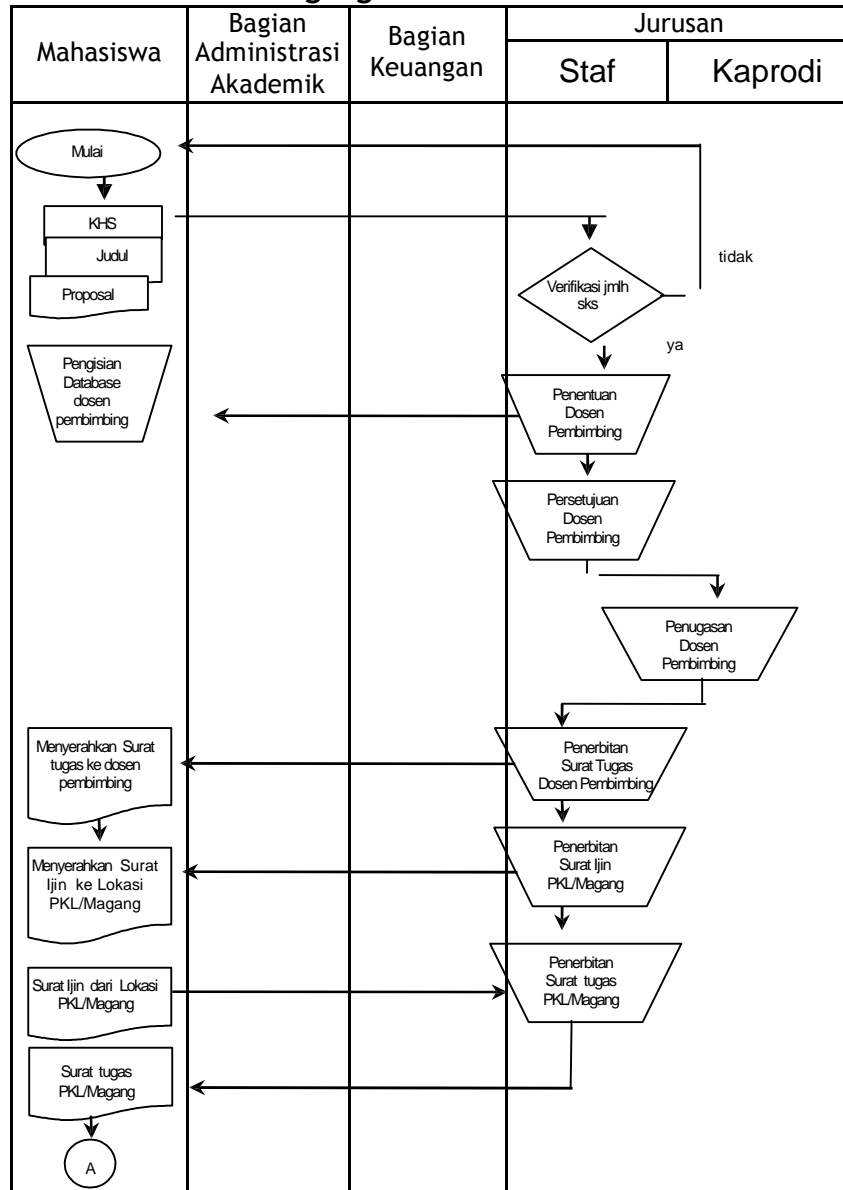 Mahasiswa
Bagian
Administrasi
Akademik
Bagian
Keuangan
Jurusan
Staf
Kaprodi
Mulai
KHS
Judul
Proposal
Verifikasi jmlh
sks
tidak
ya
Pengisian
Database
dosen
pembimbing
Penentuan
Dosen
Pembimbing
Persetujuan
Dosen
Pembimbing
Penugasan
Dosen
Pembimbing
Menyerahkan Surat
tugas ke dosen
pembimbing
Penerbitan
Surat Tugas
Dosen Pembimbing
Menyerahkan Surat
Ijin ke Lokasi
PKL/Magang
Penerbitan
Surat Ijin
PKL/Magang
Surat Ijin dari Lokasi
PKL/Magang
Penerbitan
Surat tugas
PKL/Magang
Surat tugas
PKL/Magang
A